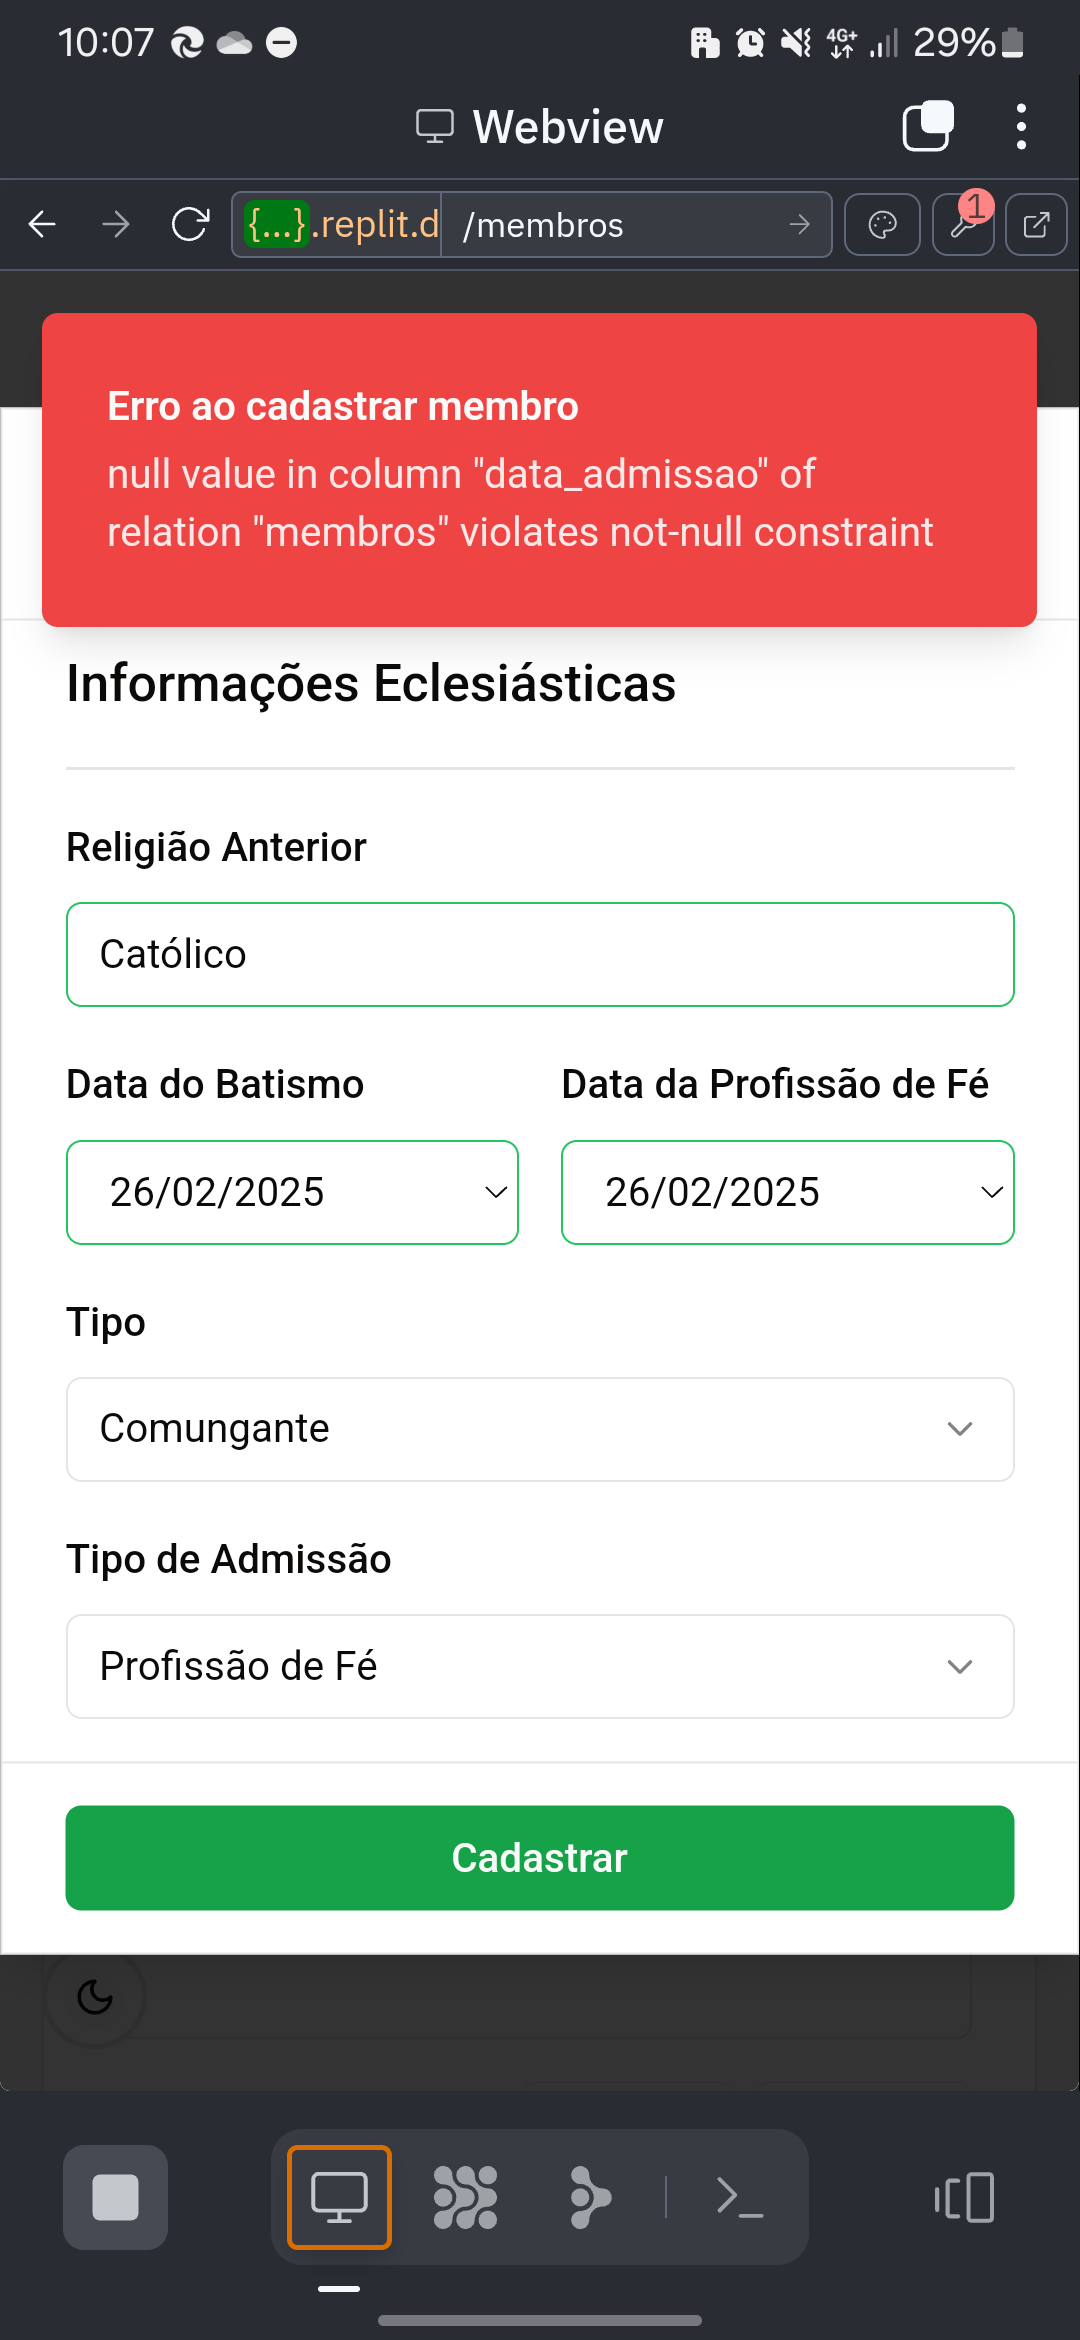 10:07
4G+
29%
Webview
{...}.replit.d
/membros
1
Erro ao cadastrar membro
null value in column "data_admissao" of
relation "membros" violates not-null constraint
Informações Eclesiásticas
Religião Anterior
Católico
Data do Batismo
Data da Profissão de Fé
26/02/2025
26/02/2025
Tipo
Comungante
Tipo de Admissão
Profissão de Fé
Cadastrar